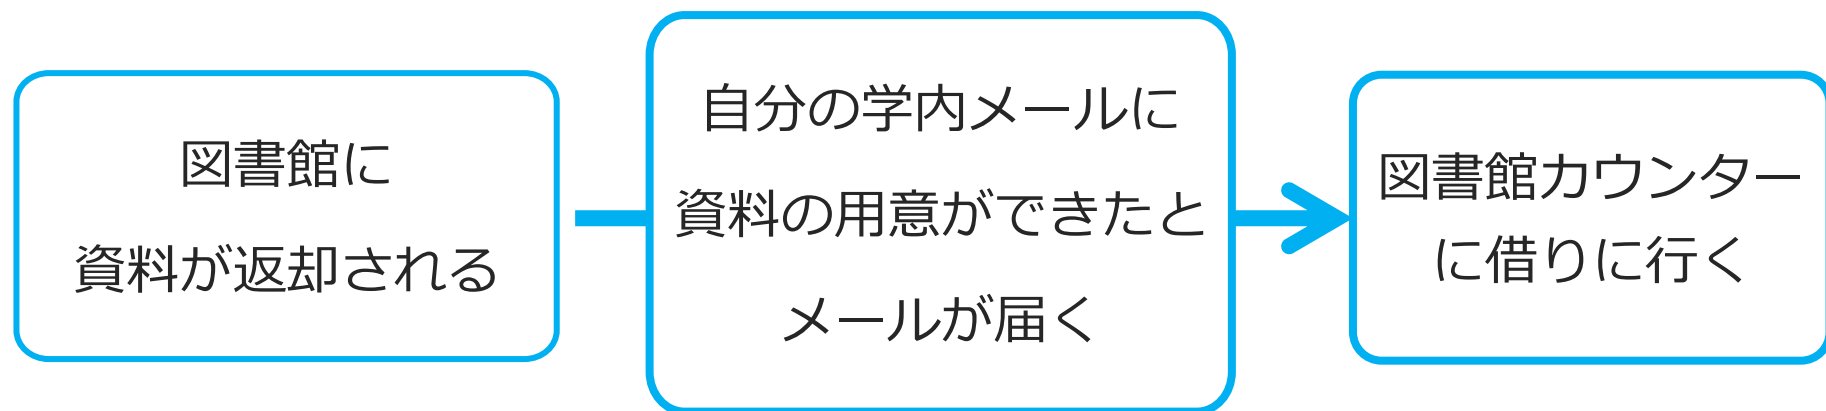 図書館に
資料が返却される
自分の学内メールに
資料の用意ができたと
メールが届く
図書館カウンター
に借りに行く